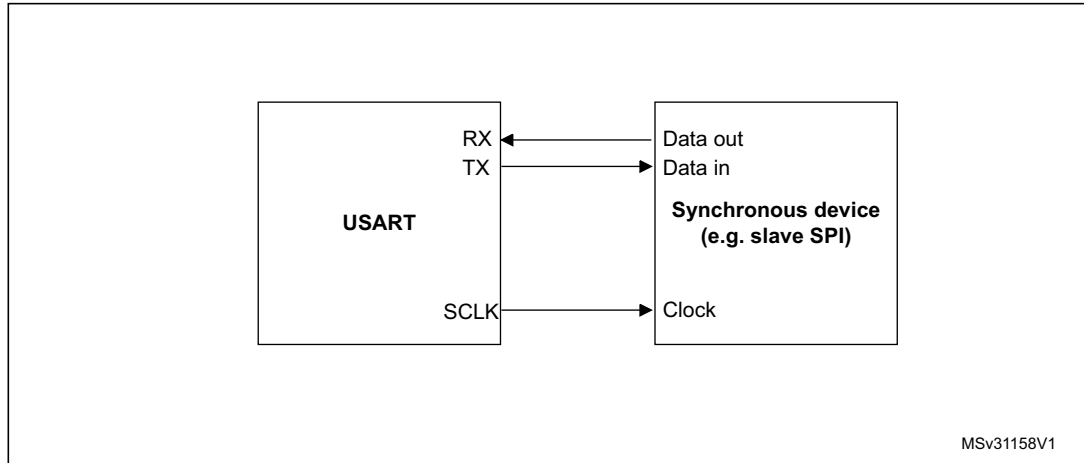 RX
Data out
TX
Data in
USART
Synchronous device
(e.g. slave SPI)
SCLK
Clock
MSv31158V1